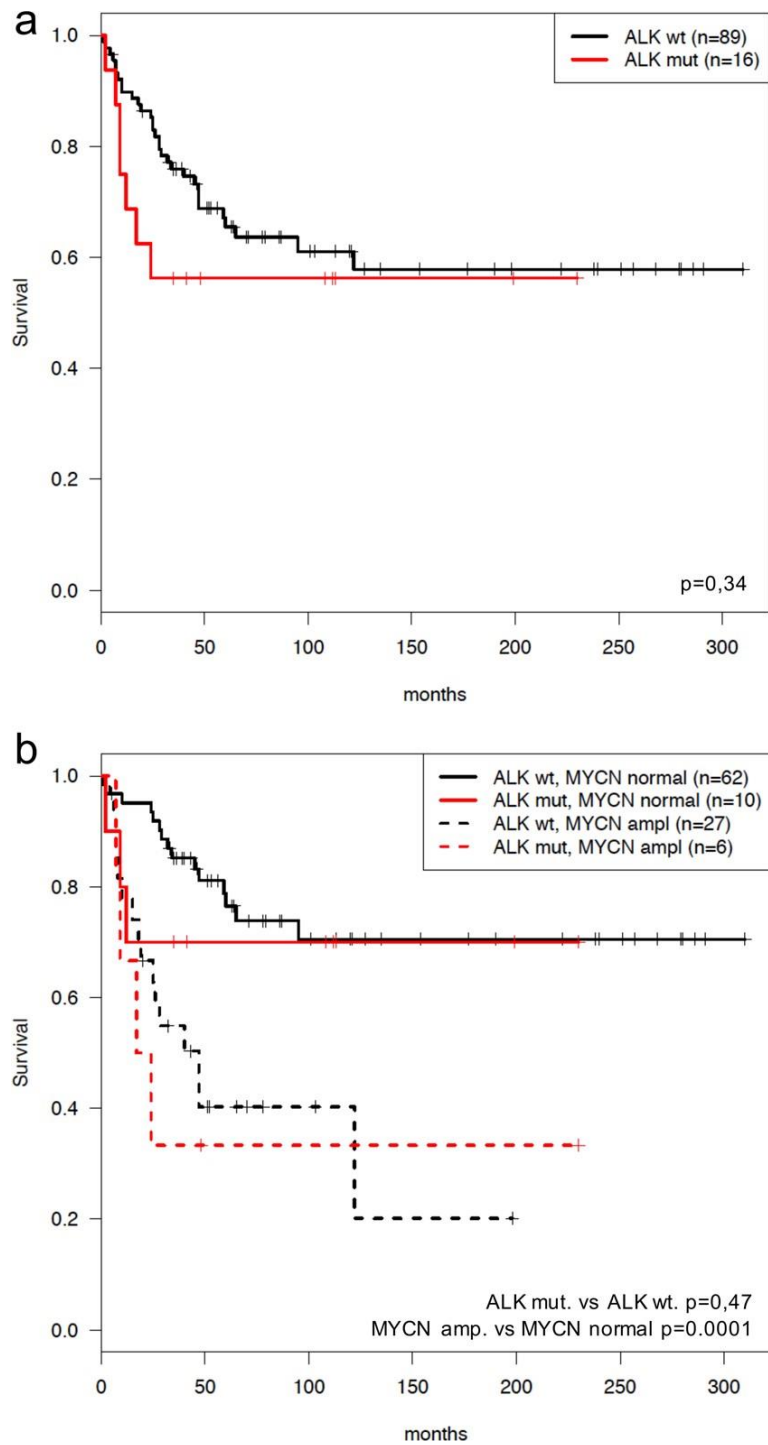 a
ALK wt (n=89)
ALK mut (n=16)
1.0
0.8
0.6
0.4
0.2
0.0
Survival
p=0,34
0 50 100 150 200 250 300
months
b
ALK wt, MYCN normal (n=62)
ALK mut, MYCN normal (n=10)
ALK wt, MYCN ampl (n=27)
ALK mut, MYCN ampl (n=6)
1.0
0.8
0.6
0.4
0.2
0.0
Survival
ALK mut. vs ALK wt. p=0,47
MYCN amp. vs MYCN normal p=0.0001
0 50 100 150 200 250 300
months